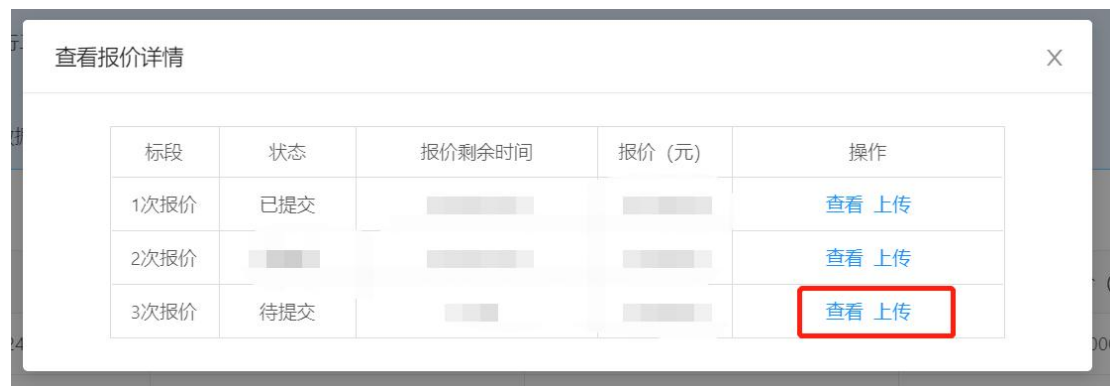 查看报价详情
标段 状态 报价剩余时间 报价（元） 操作
1次报价 已提交 查看 上传
2次报价 查看 上传
3次报价 待提交 查看 上传